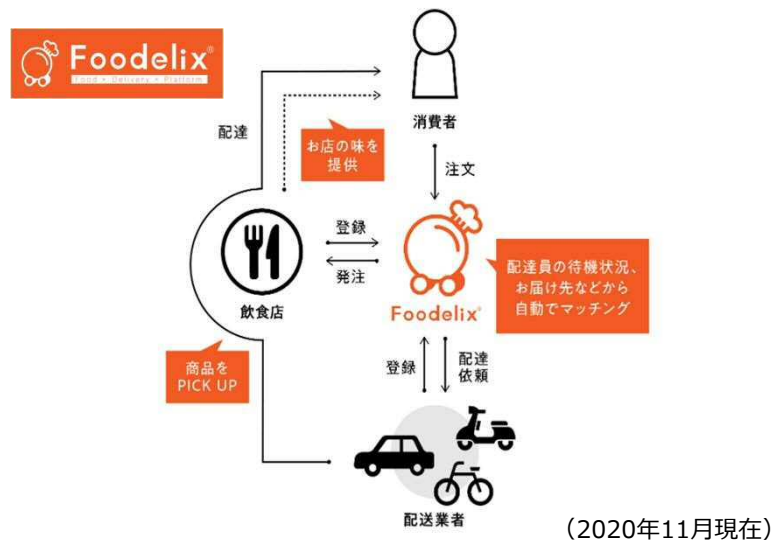 Foodelix®
Food • Delivery • Platform
消費者
配達
お店の味を
提供
注文
登録
発注
飲食店
Foodelix®
配達員の待機状況、
お届け先などから
自動でマッチング
商品を
PICK UP
登録
配達
依頼
配送業者
（2020年11月現在）